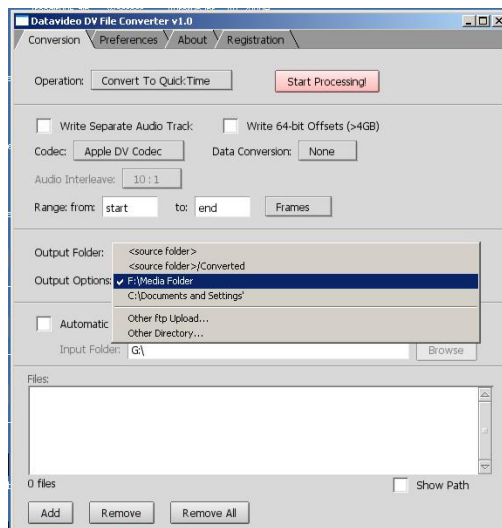 Datavideo DV File Converter v1.0
Conversion Preferences About Registration
Operation: Convert To QuickTime Start Processing!
Write Separate Audio Track Write 64-bit Offsets (>4GB)
Codec: Apple DV Codec Data Conversion: None
Audio Interleave: 10 : 1
Range: from: start to: end Frames
Output Folder: <source folder>
<source folder>/Converted
Output Options: ✓ F:\Media Folder
C:\Documents and Settings'
Other ftp Upload...
Automatic
Other Directory...
Input Folder: G:\ Browse
Files:
0 files Show Path
Add Remove Remove All